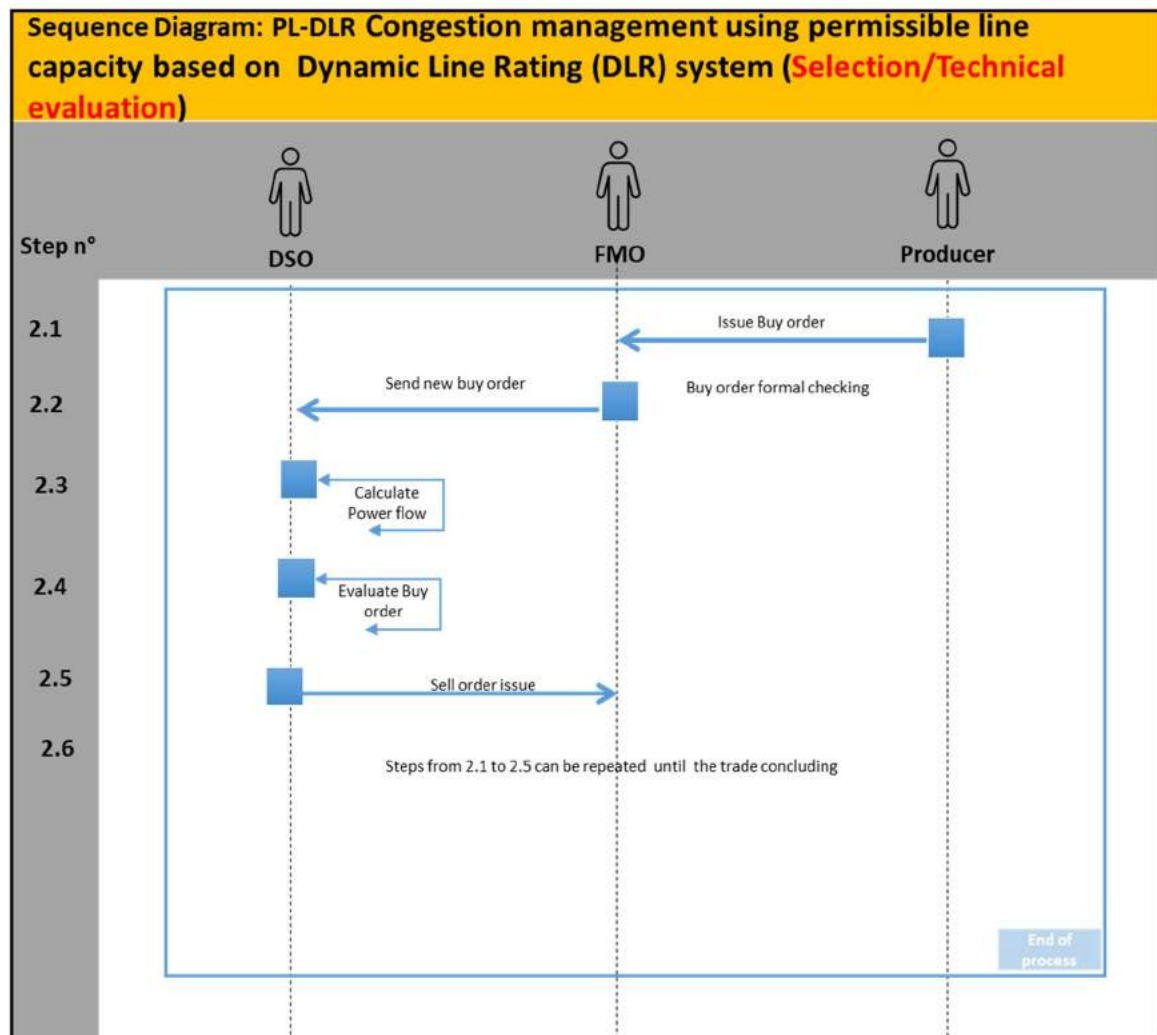 Sequence Diagram: PL-DLR Congestion management using permissible line
capacity based on Dynamic Line Rating (DLR) system (Selection/Technical
evaluation)
Step n°
DSO
FMO
Producer
2.1
Issue Buy order
Send new buy order
Buy order formal checking
2.2
2.3
Calculate
Power flow
2.4
Evaluate Buy
order
2.5
Sell order issue
2.6
Steps from 2.1 to 2.5 can be repeated until the trade concluding
End of
process